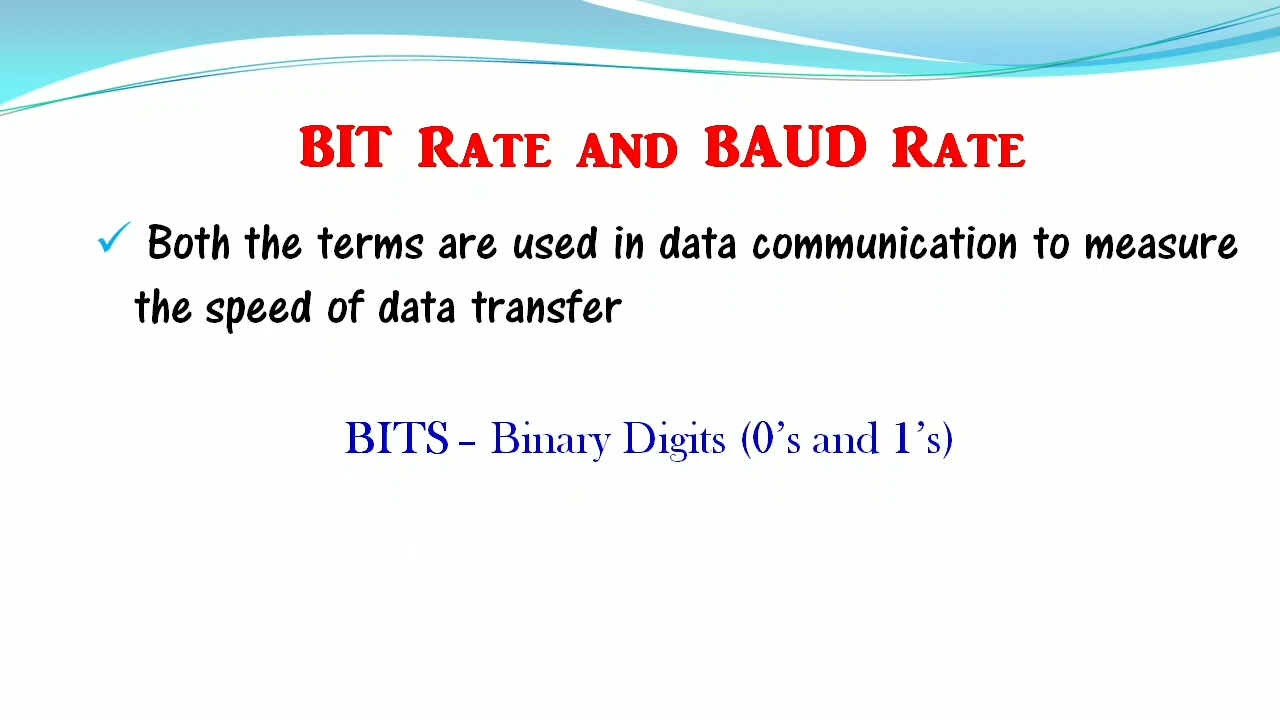 BIT RATE AND BAUD RATE
✓ Both the terms are used in data communication to measure
the speed of data transfer
BITS – Binary Digits (0’s and 1’s)